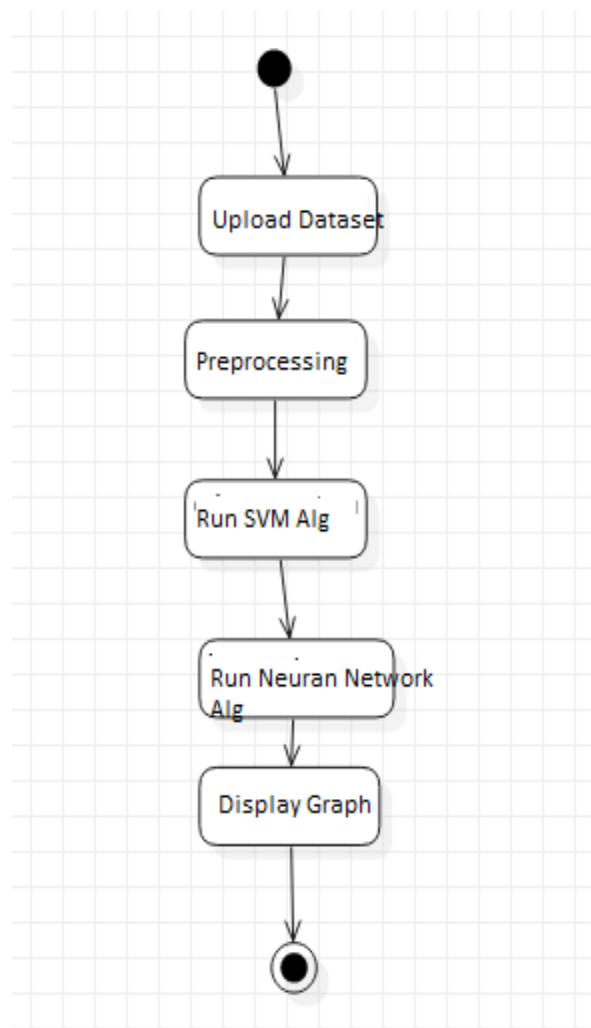 Upload Dataset
Preprocessing
Run SVM Alg
Run Neuran Network
Alg
Display Graph